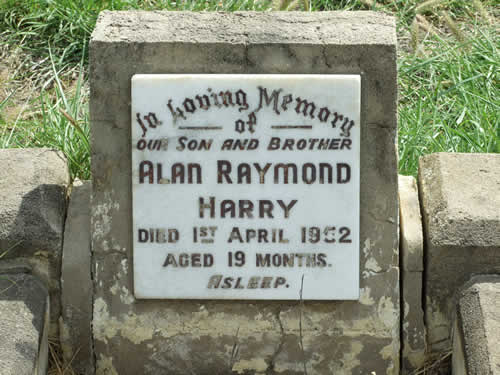 In Loving Memory
of
OUR SON AND BROTHER
ALAN RAYMOND
HARRY
DIED 1ST APRIL 1952
AGED 19 MONTHS.
ASLEEP.